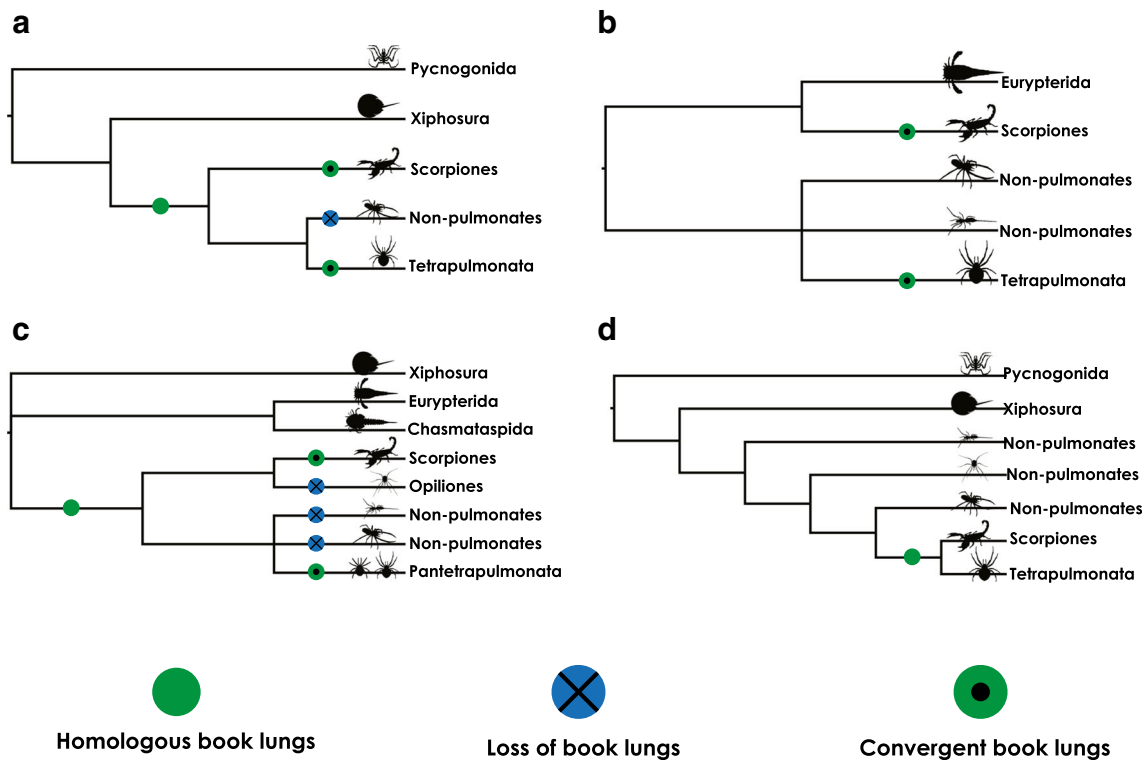 a
Pycnogonida
Xiphosura
Scorpiones
Non-pulmonates
Tetrapulmonata
b
Eurypterida
Scorpiones
Non-pulmonates
Non-pulmonates
Tetrapulmonata
c
Xiphosura
Eurypterida
Chasmataspida
Scorpiones
Opiliones
Non-pulmonates
Non-pulmonates
Pantetrapulmonata
d
Pycnogonida
Xiphosura
Non-pulmonates
Non-pulmonates
Non-pulmonates
Scorpiones
Tetrapulmonata
Homologous book lungs
Loss of book lungs
Convergent book lungs